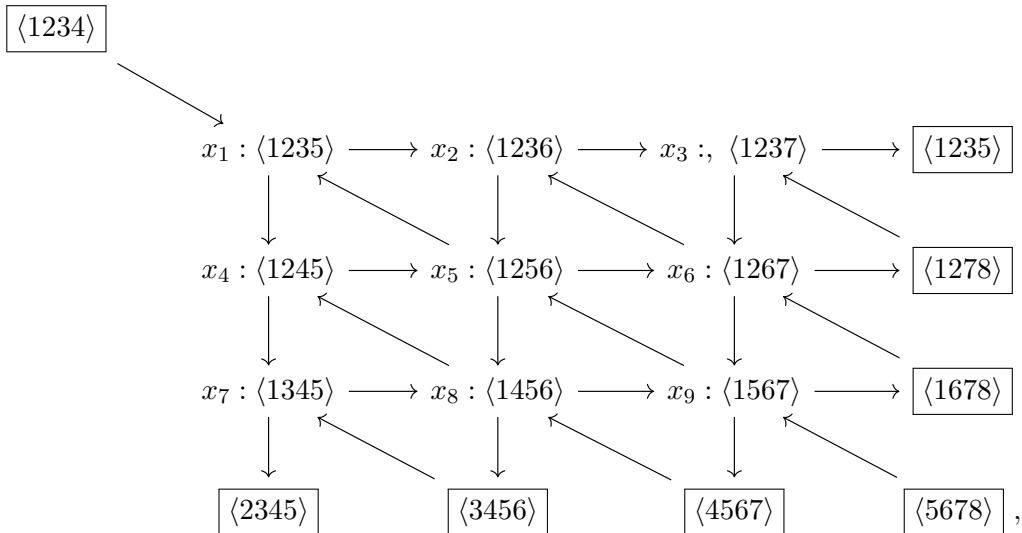 ⟨1234⟩
x₁ : ⟨1235⟩ x₂ : ⟨1236⟩ x₃ :, ⟨1237⟩ ⟨1235⟩
x₄ : ⟨1245⟩ x₅ : ⟨1256⟩ x₆ : ⟨1267⟩ ⟨1278⟩
x₇ : ⟨1345⟩ x₈ : ⟨1456⟩ x₉ : ⟨1567⟩ ⟨1678⟩
⟨2345⟩ ⟨3456⟩ ⟨4567⟩ ⟨5678⟩ ,